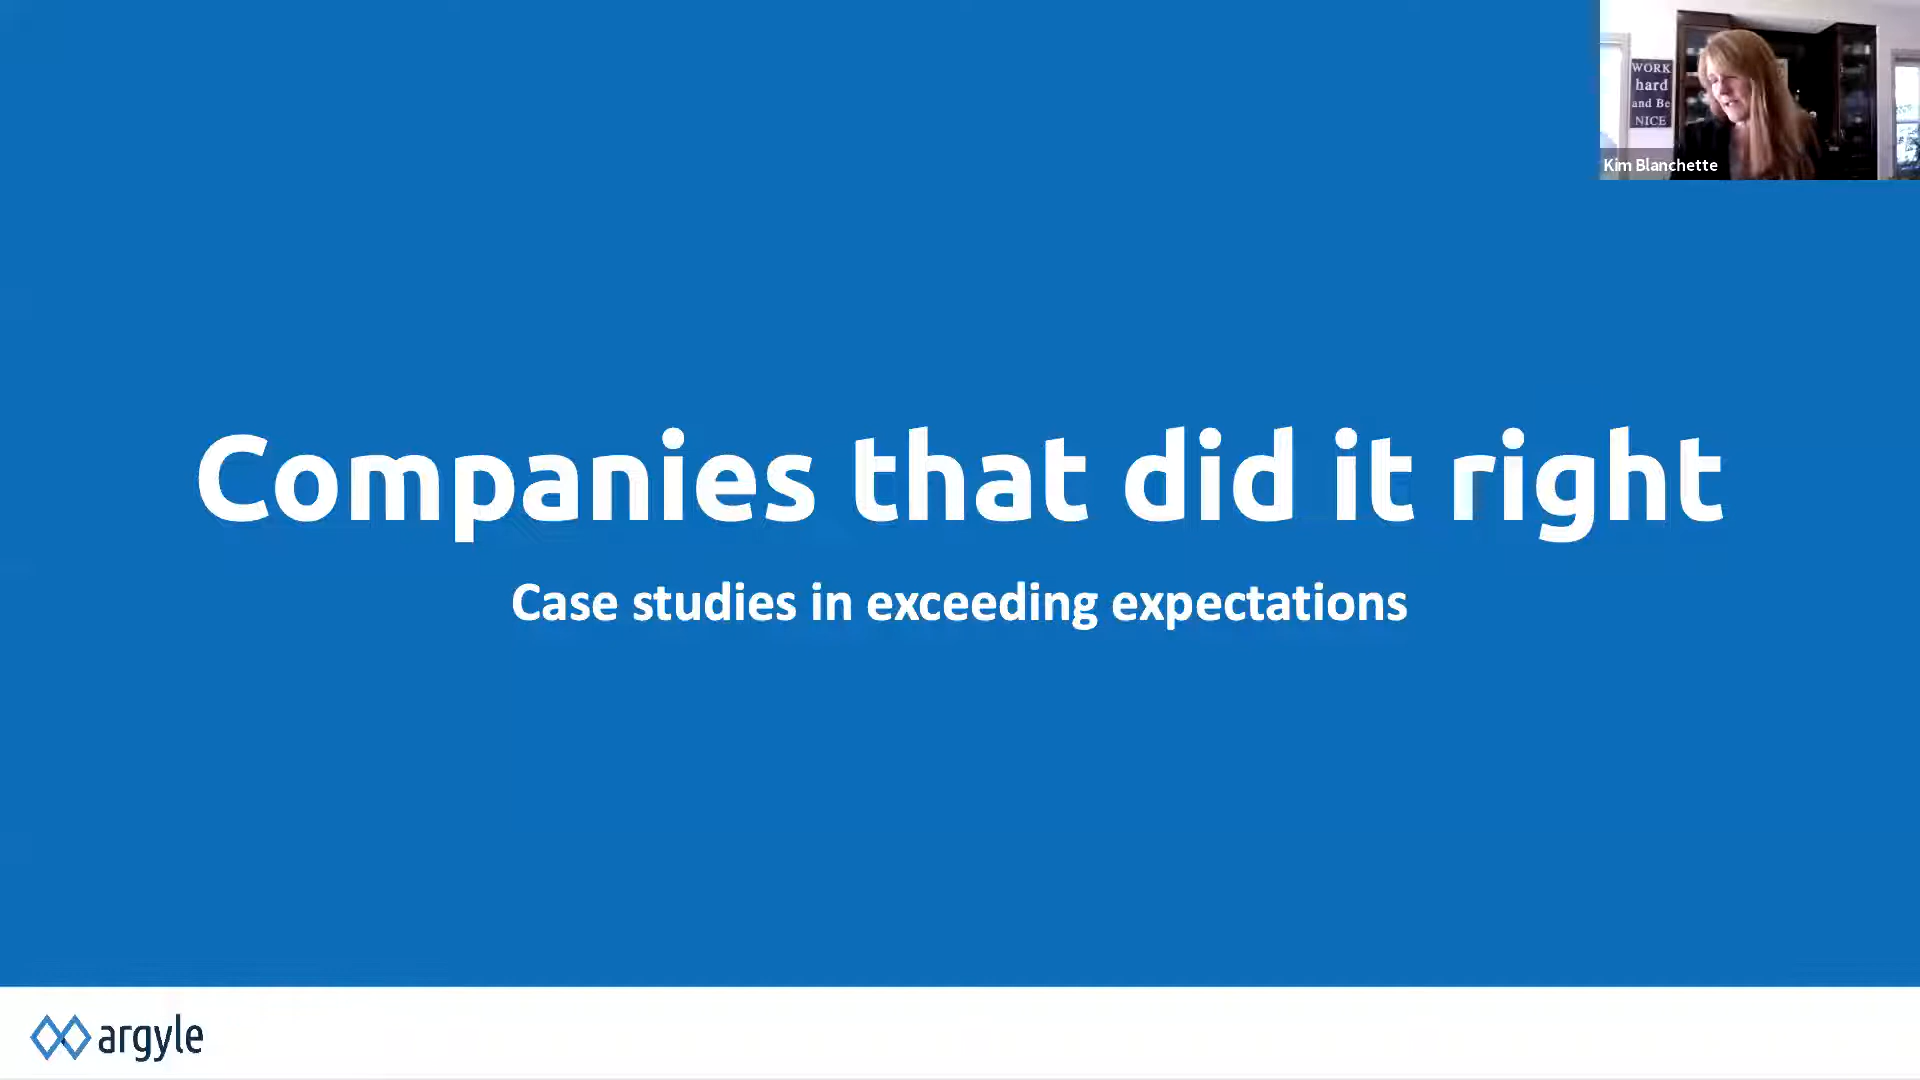 WORK
hard
and Be
NICE
Kim Blanchette
Companies that did it right
Case studies in exceeding expectations
argyle